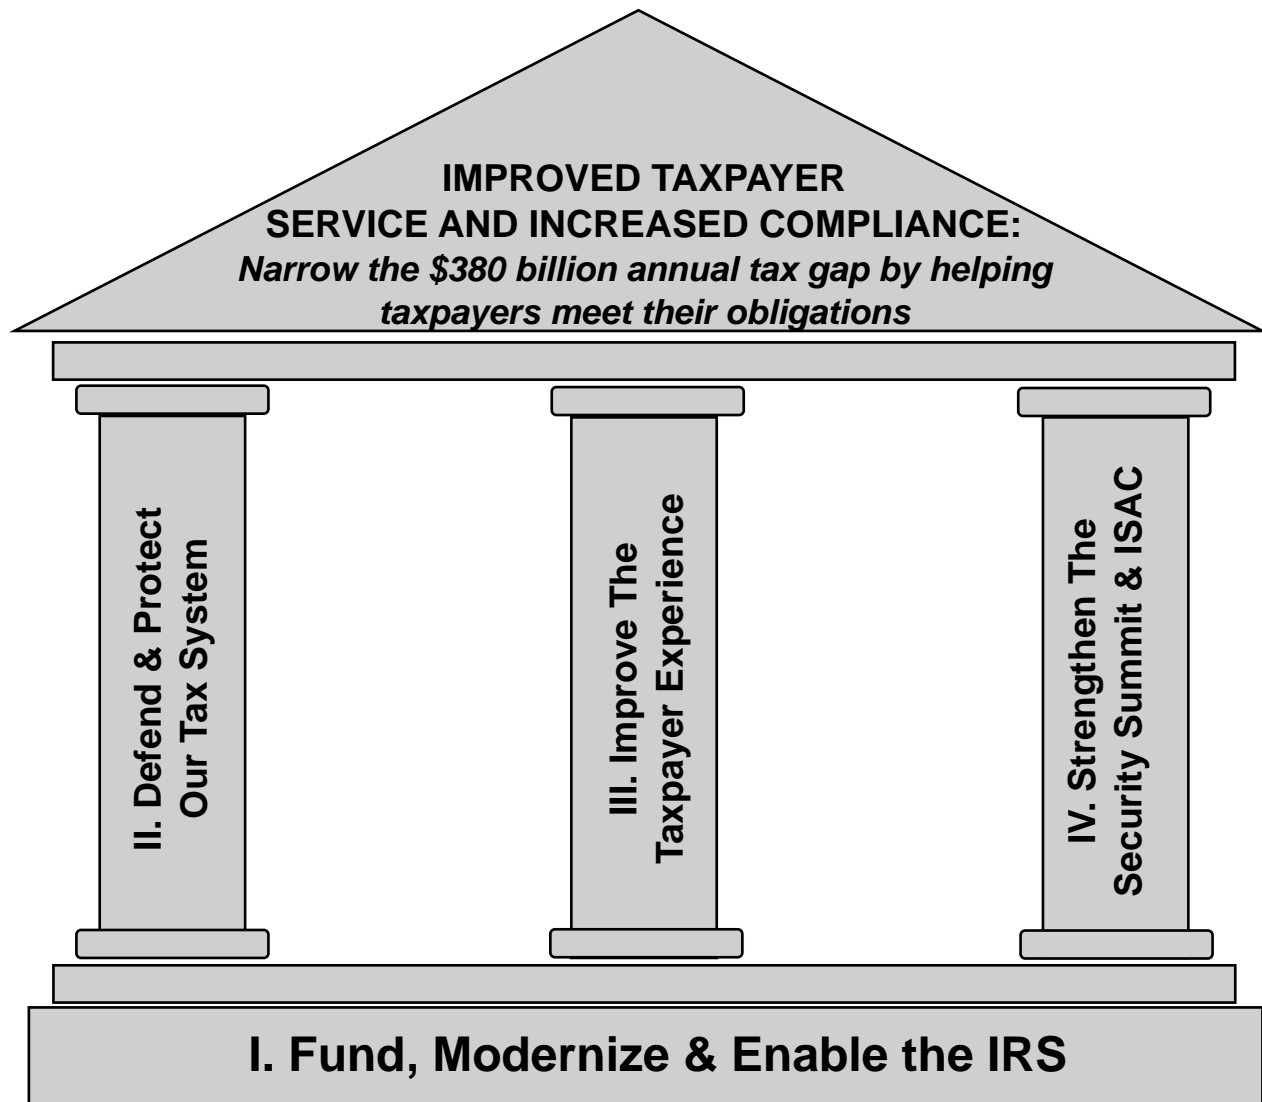 IMPROVED TAXPAYER
SERVICE AND INCREASED COMPLIANCE:
Narrow the $380 billion annual tax gap by helping
taxpayers meet their obligations
II. Defend & Protect
Our Tax System
III. Improve The
Taxpayer Experience
IV. Strengthen The
Security Summit & ISAC
I. Fund, Modernize & Enable the IRS